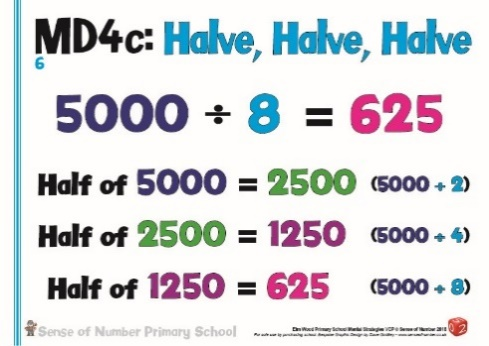 MD4c: Halve, Halve, Halve
6
5000 ÷ 8 = 625
Half of 5000 = 2500 (5000 ÷ 2)
Half of 2500 = 1250 (5000 ÷ 4)
Half of 1250 = 625 (5000 ÷ 8)
Sense of Number Primary School